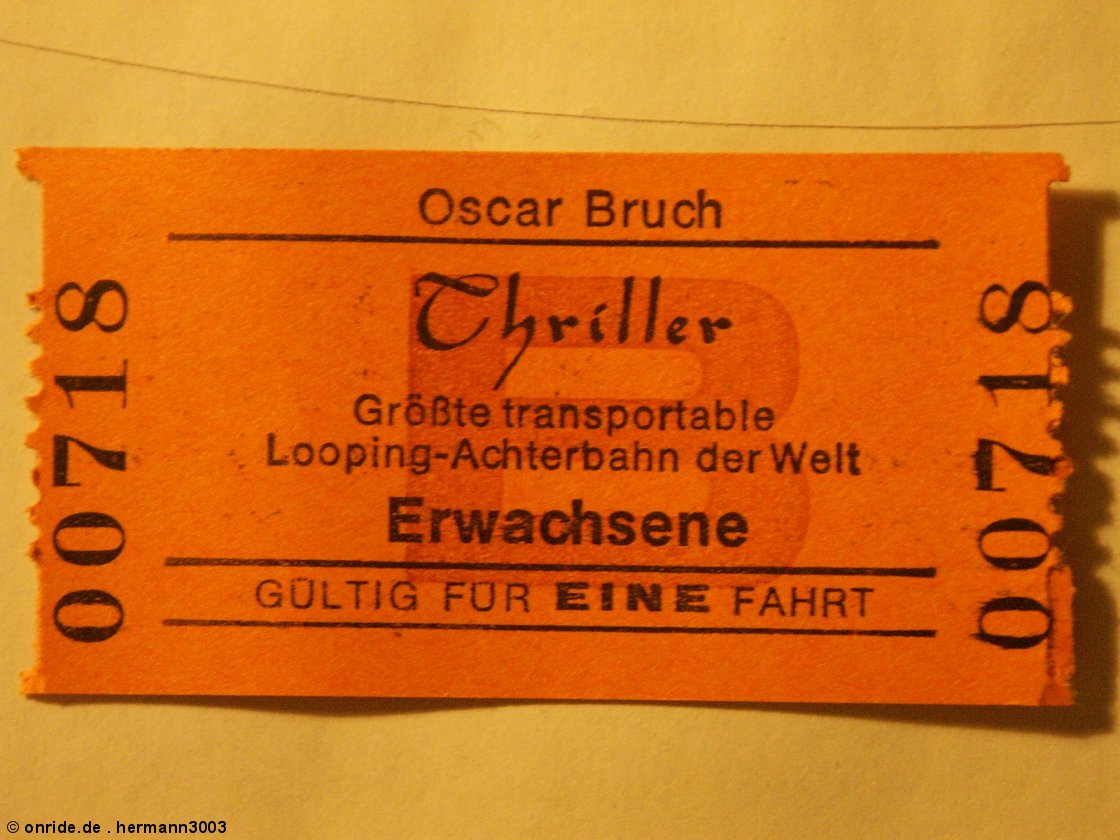 Oscar Bruch
Thriller
Größte transportable
Looping-Achterbahn der Welt
Erwachsene
GÜLTIG FÜR EINE FAHRT
00718
00718
B
© onride.de . hermann3003